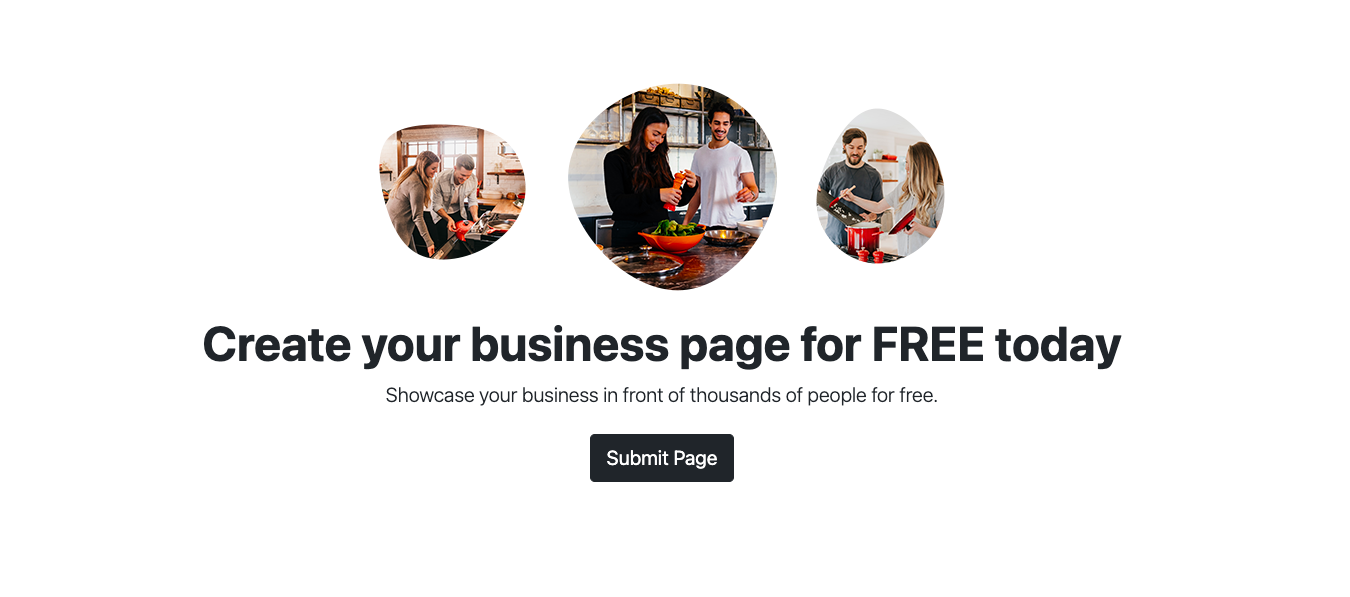 Create your business page for FREE today
Showcase your business in front of thousands of people for free.
Submit Page